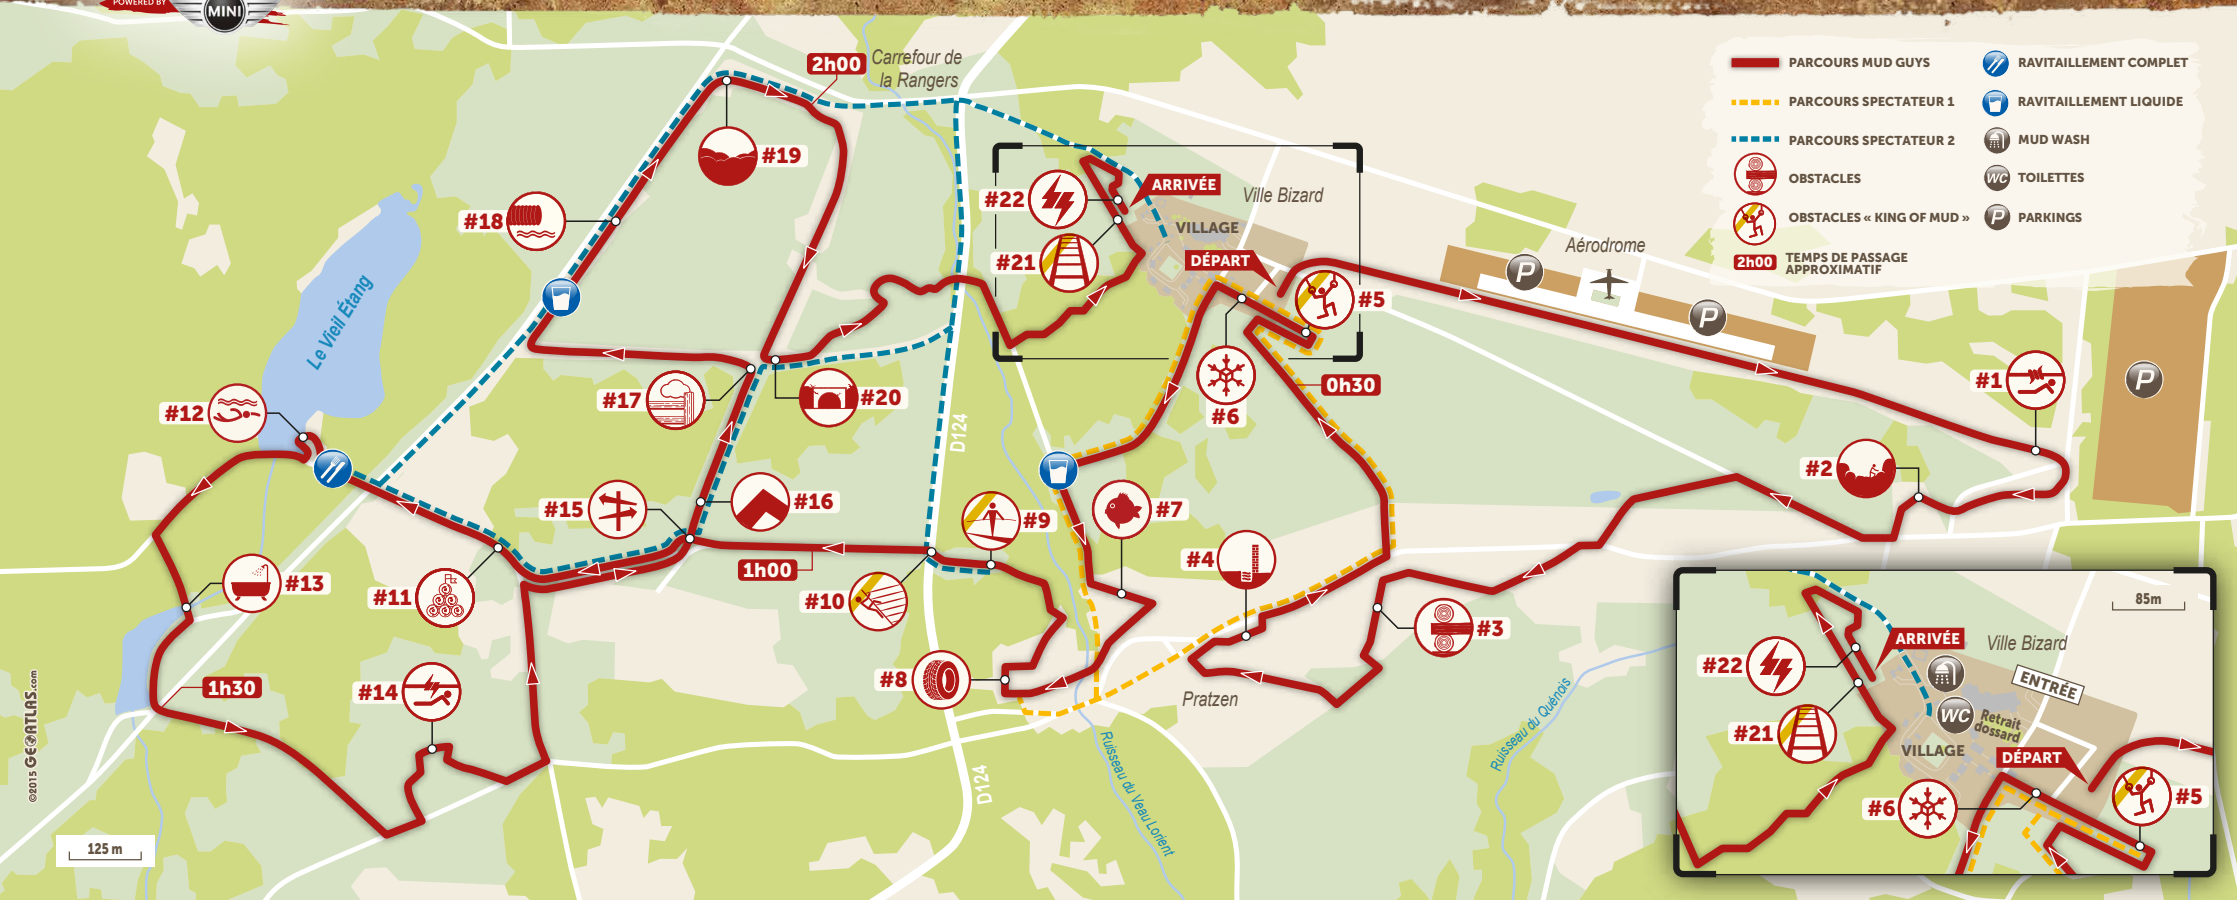 POWERED BY
MINI
2h00
Carrefour de
la Rangers
PARCOURS MUD GUYS
PARCOURS SPECTATEUR 1
PARCOURS SPECTATEUR 2
OBSTACLES
OBSTACLES « KING OF MUD »
2h00 TEMPS DE PASSAGE
APPROXIMATIF
RAVITAILLEMENT COMPLET
RAVITAILLEMENT LIQUIDE
MUD WASH
WC TOILETTES
P PARKINGS
#19
#18
#22
ARRIVÉE
Ville Bizard
VILLAGE
#21
DÉPART
#5
Aérodrome
P
P
P
Le Vieil Étang
#17
#20
#6
0h30
#1
#12
D124
#2
#15
#16
#9
#7
#4
1h00
#10
#11
#13
#3
#8
1h30
#14
Pratzen
D124
Ruisseau du Veau Lorient
Ruisseau du Quénois
©2015 GEOATLAS.com
125 m
85m
ARRIVÉE
Ville Bizard
#22
ENTRÉE
WC
Retrait
dossard
#21
VILLAGE
DÉPART
#5
#6